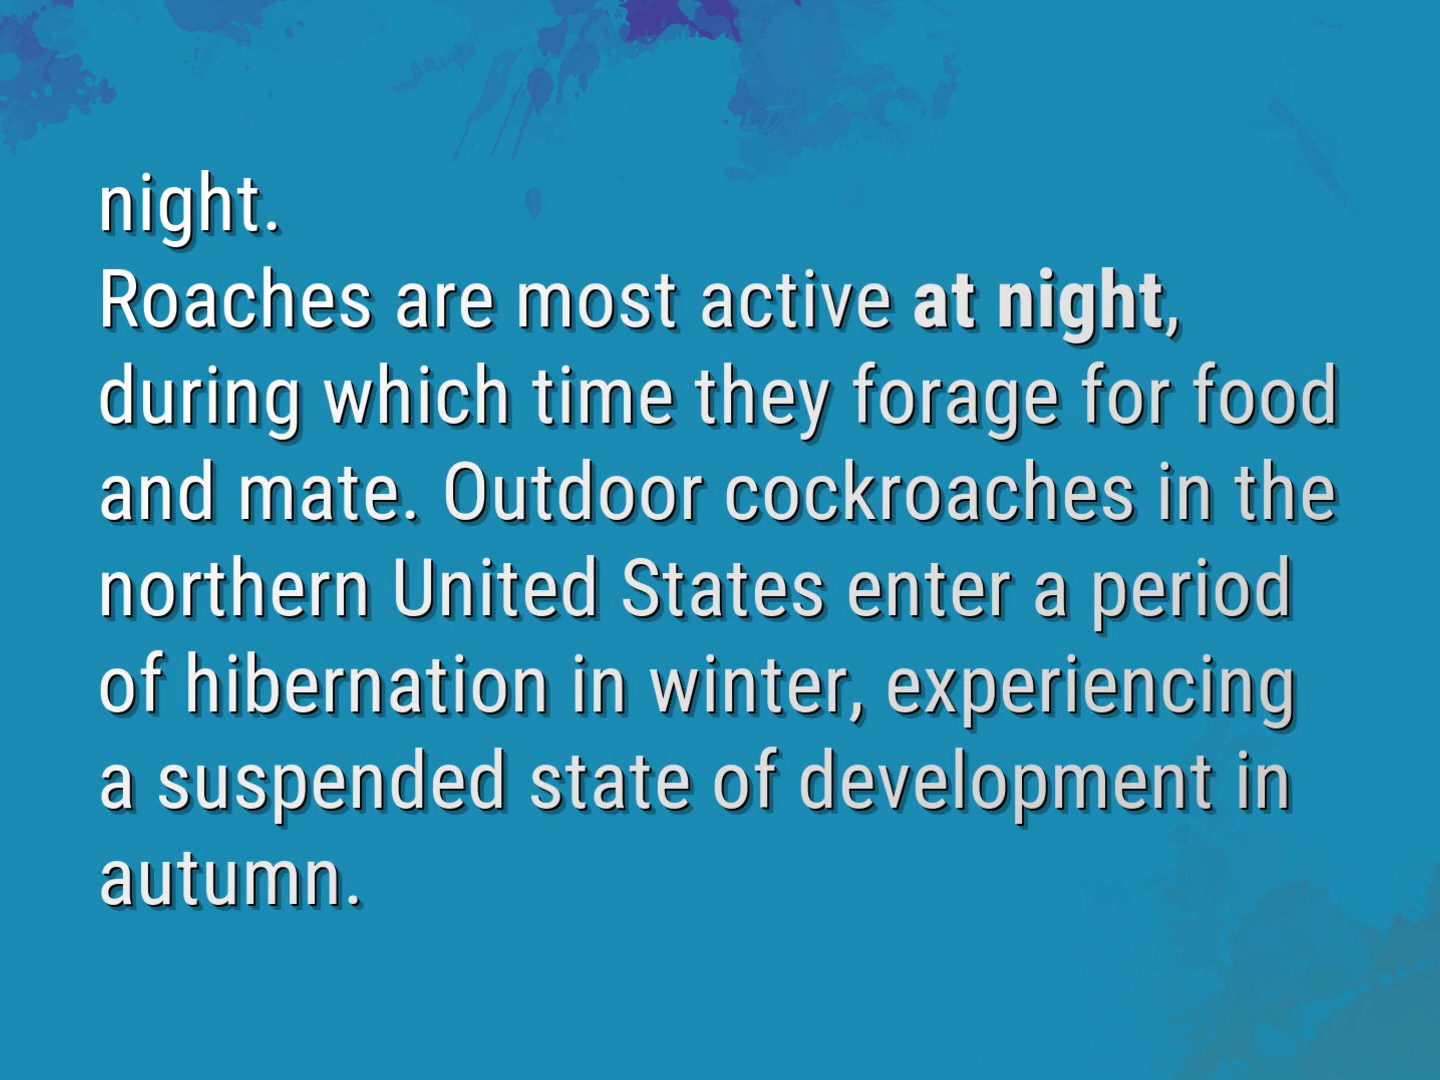 night.
Roaches are most active at night,
during which time they forage for food
and mate. Outdoor cockroaches in the
northern United States enter a period
of hibernation in winter, experiencing
a suspended state of development in
autumn.